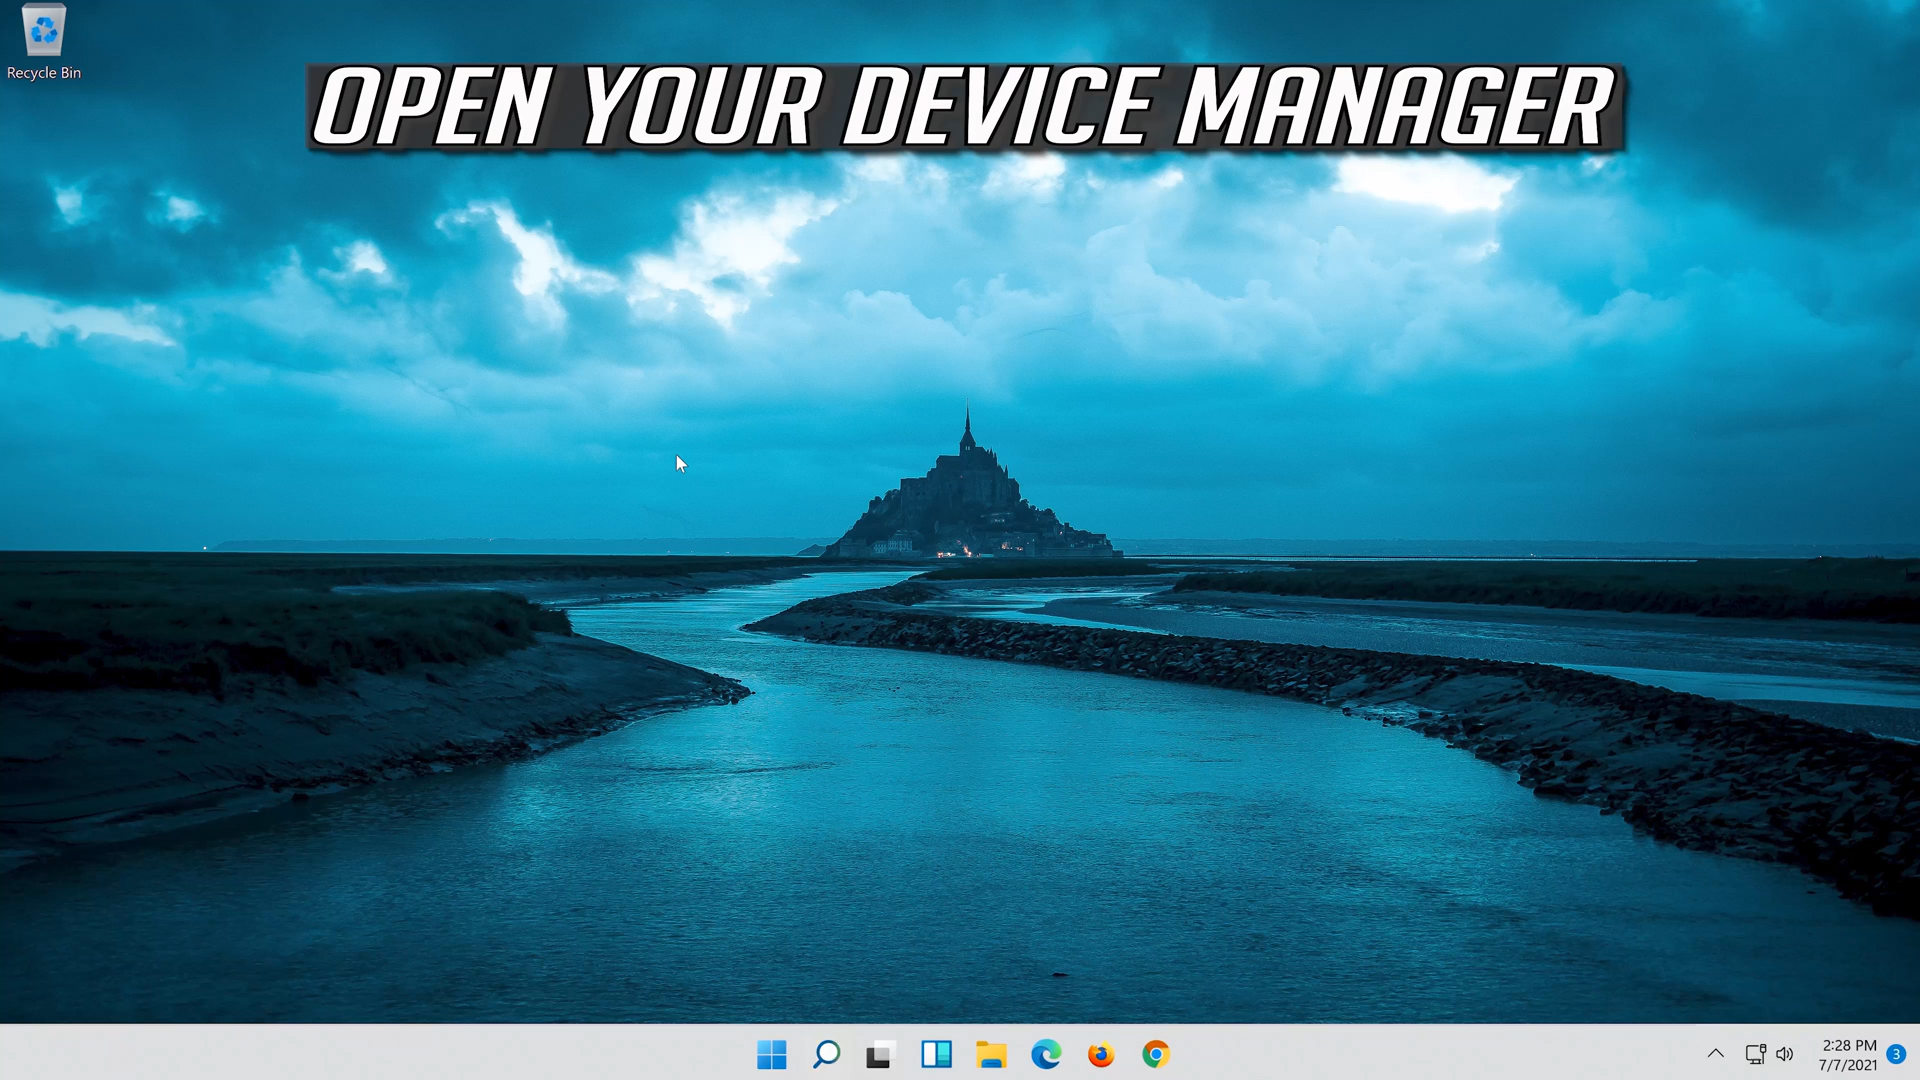 Recycle Bin
OPEN YOUR DEVICE MANAGER
2:28 PM
7/7/2021
3